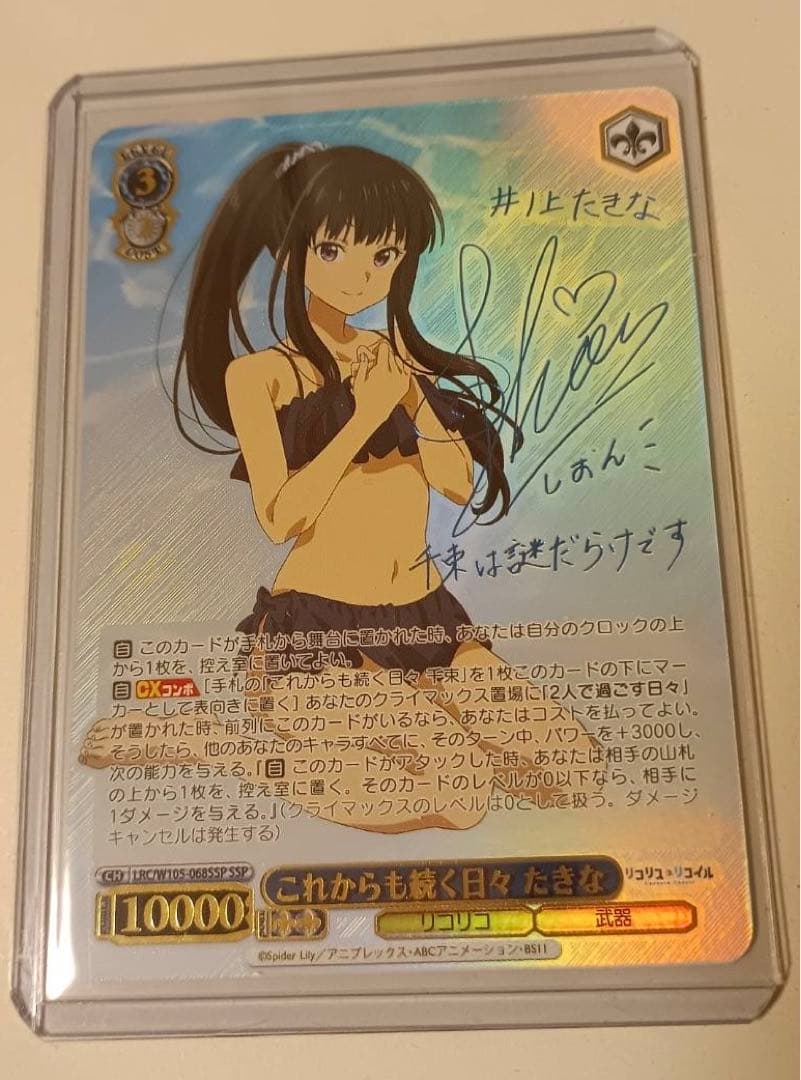 LEVEL
3
COST
2
井ノ上たきな
Shion
しおんこ
千束は謎だらけです
自 このカードが手札から舞台に置かれた時、あなたは自分のクロックの上
から1枚を、控え室に置いてよい。
自 CXコンボ ［手札の「これからも続く日々 千束」を1枚このカードの下にマー
カーとして表向きに置く］ あなたのクライマックス置場に「2人で過ごす日々」
が置かれた時、前列にこのカードがいるなら、あなたはコストを払ってよい。
そうしたら、他のあなたのキャラすべてに、そのターン中、パワーを＋3000し、
次の能力を与える。『自 このカードがアタックした時、あなたは相手の山札
の上から1枚を、控え室に置く。そのカードのレベルが0以下なら、相手に
1ダメージを与える。』（クライマックスのレベルは0として扱う。ダメージ
キャンセルは発生する）
CH LRC/W105-068SSP SSP
これからも続く日々 たきな
リコリス・リコイル
10000
リコリコ
武器
©Spider Lily／アニプレックス・ABCアニメーション・BS11